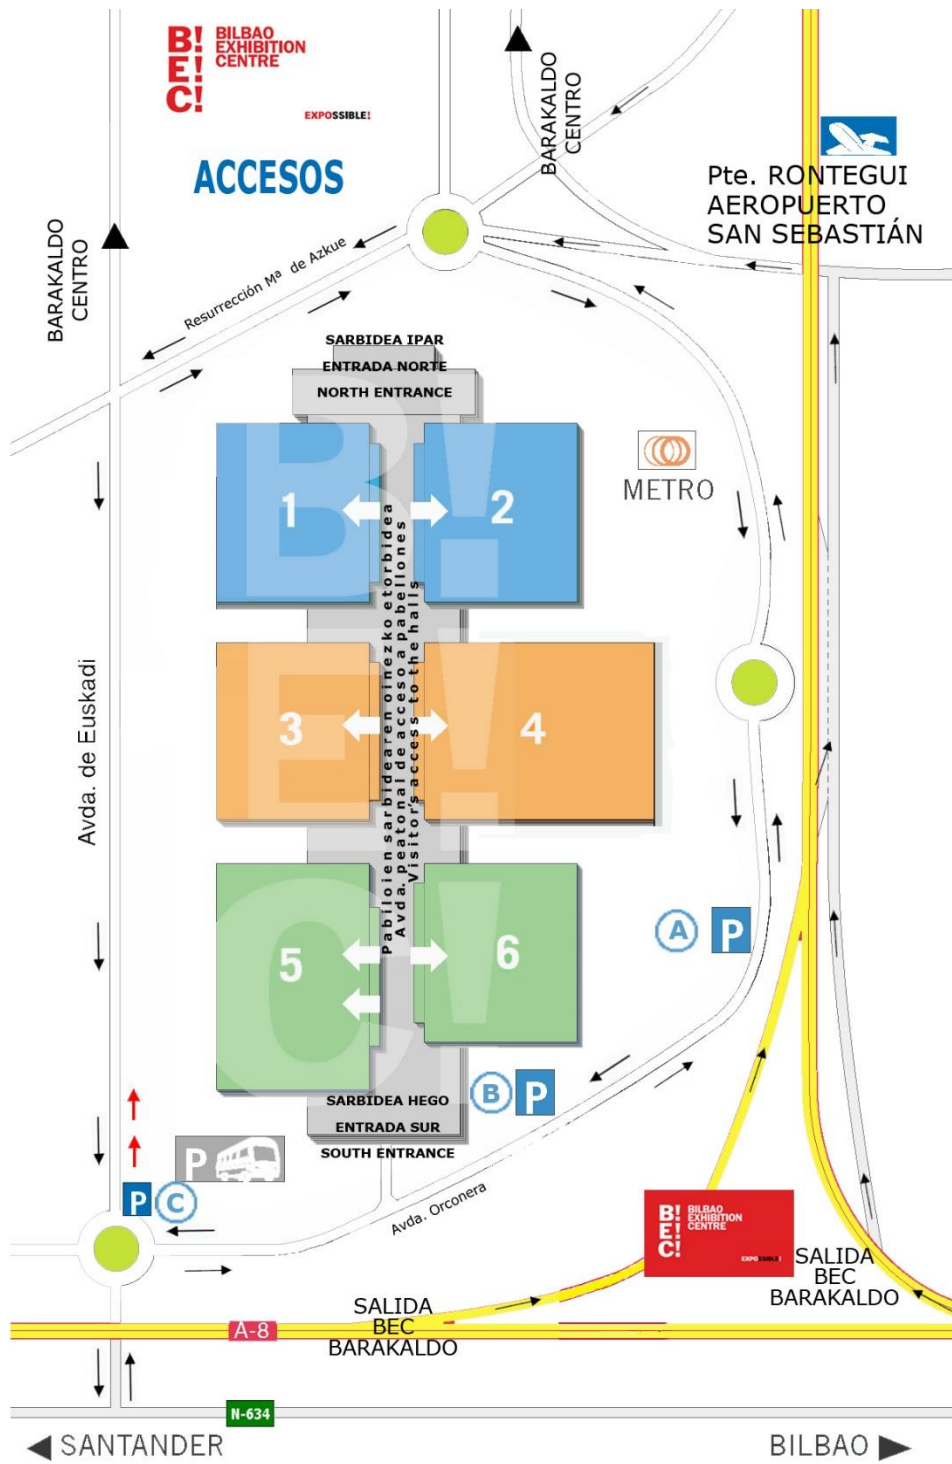 B! BILBAO
E! EXHIBITION
C! CENTRE
EXPOSSIBLE!
ACCESOS
BARAKALDO
CENTRO
BARAKALDO
CENTRO
Pte. RONTEGUI
AEROPUERTO
SAN SEBASTIÁN
Resurrección Mª de Azkue
SARBIDEA IPAR
ENTRADA NORTE
NORTH ENTRANCE
METRO
B!
E!
C!
1
2
3
4
5
6
Pabiloien sarbidearen oinezko etorbidea
Avda. peatonal de acceso a pabellones
Visitor's access to the halls
Avda. de Euskadi
A P
B P
SARBIDEA HEGO
ENTRADA SUR
SOUTH ENTRANCE
P
P C
Avda. Orconera
B! BILBAO
E! EXHIBITION
C! CENTRE
EXPOSSIBLE!
SALIDA
BEC
BARAKALDO
SALIDA
BEC
BARAKALDO
A-8
N-634
SANTANDER
BILBAO